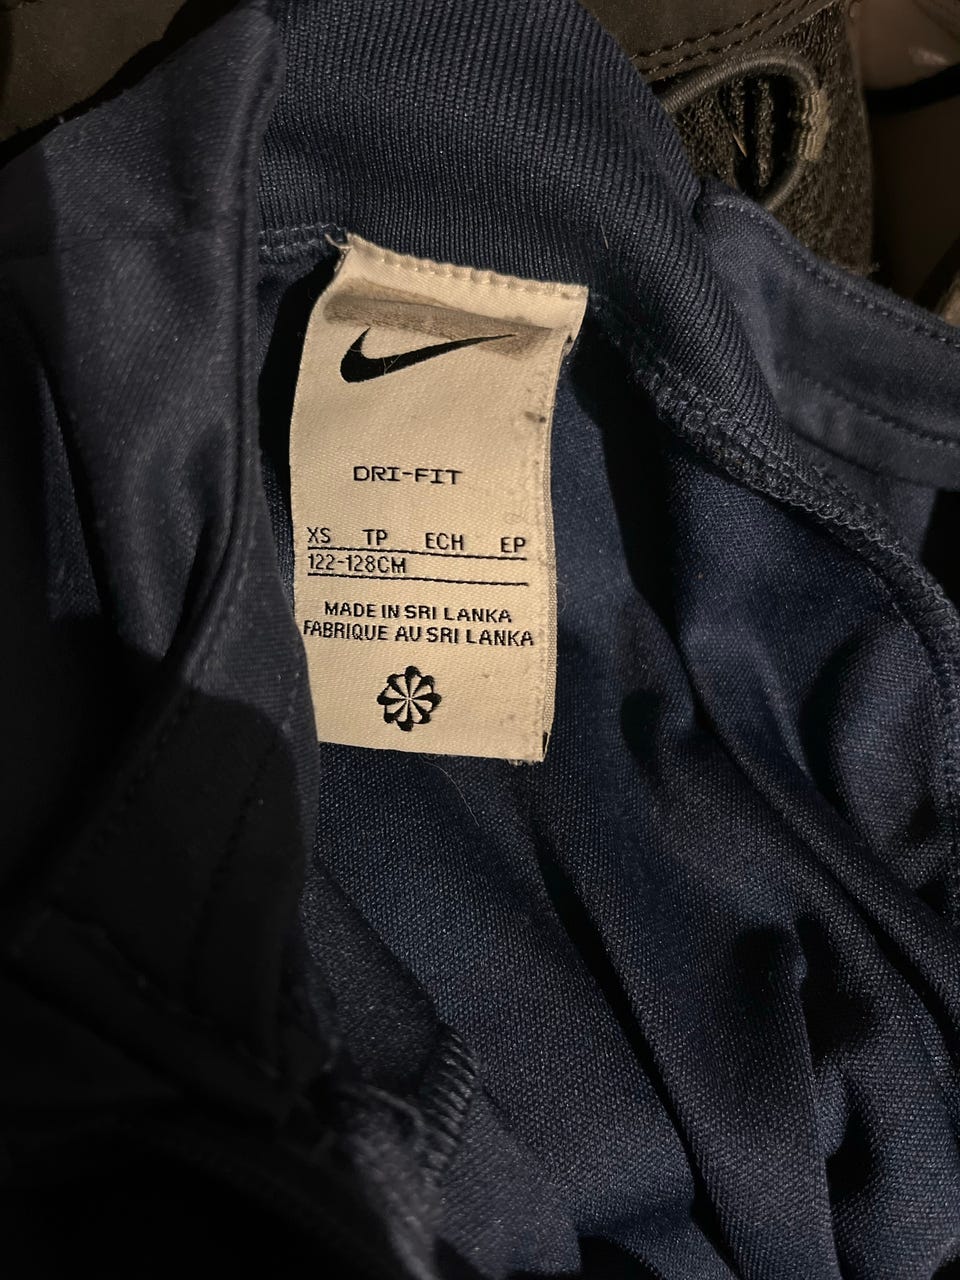 DRI-FIT
XS TP ECH EP
122-128CM
MADE IN SRI LANKA
FABRIQUE AU SRI LANKA